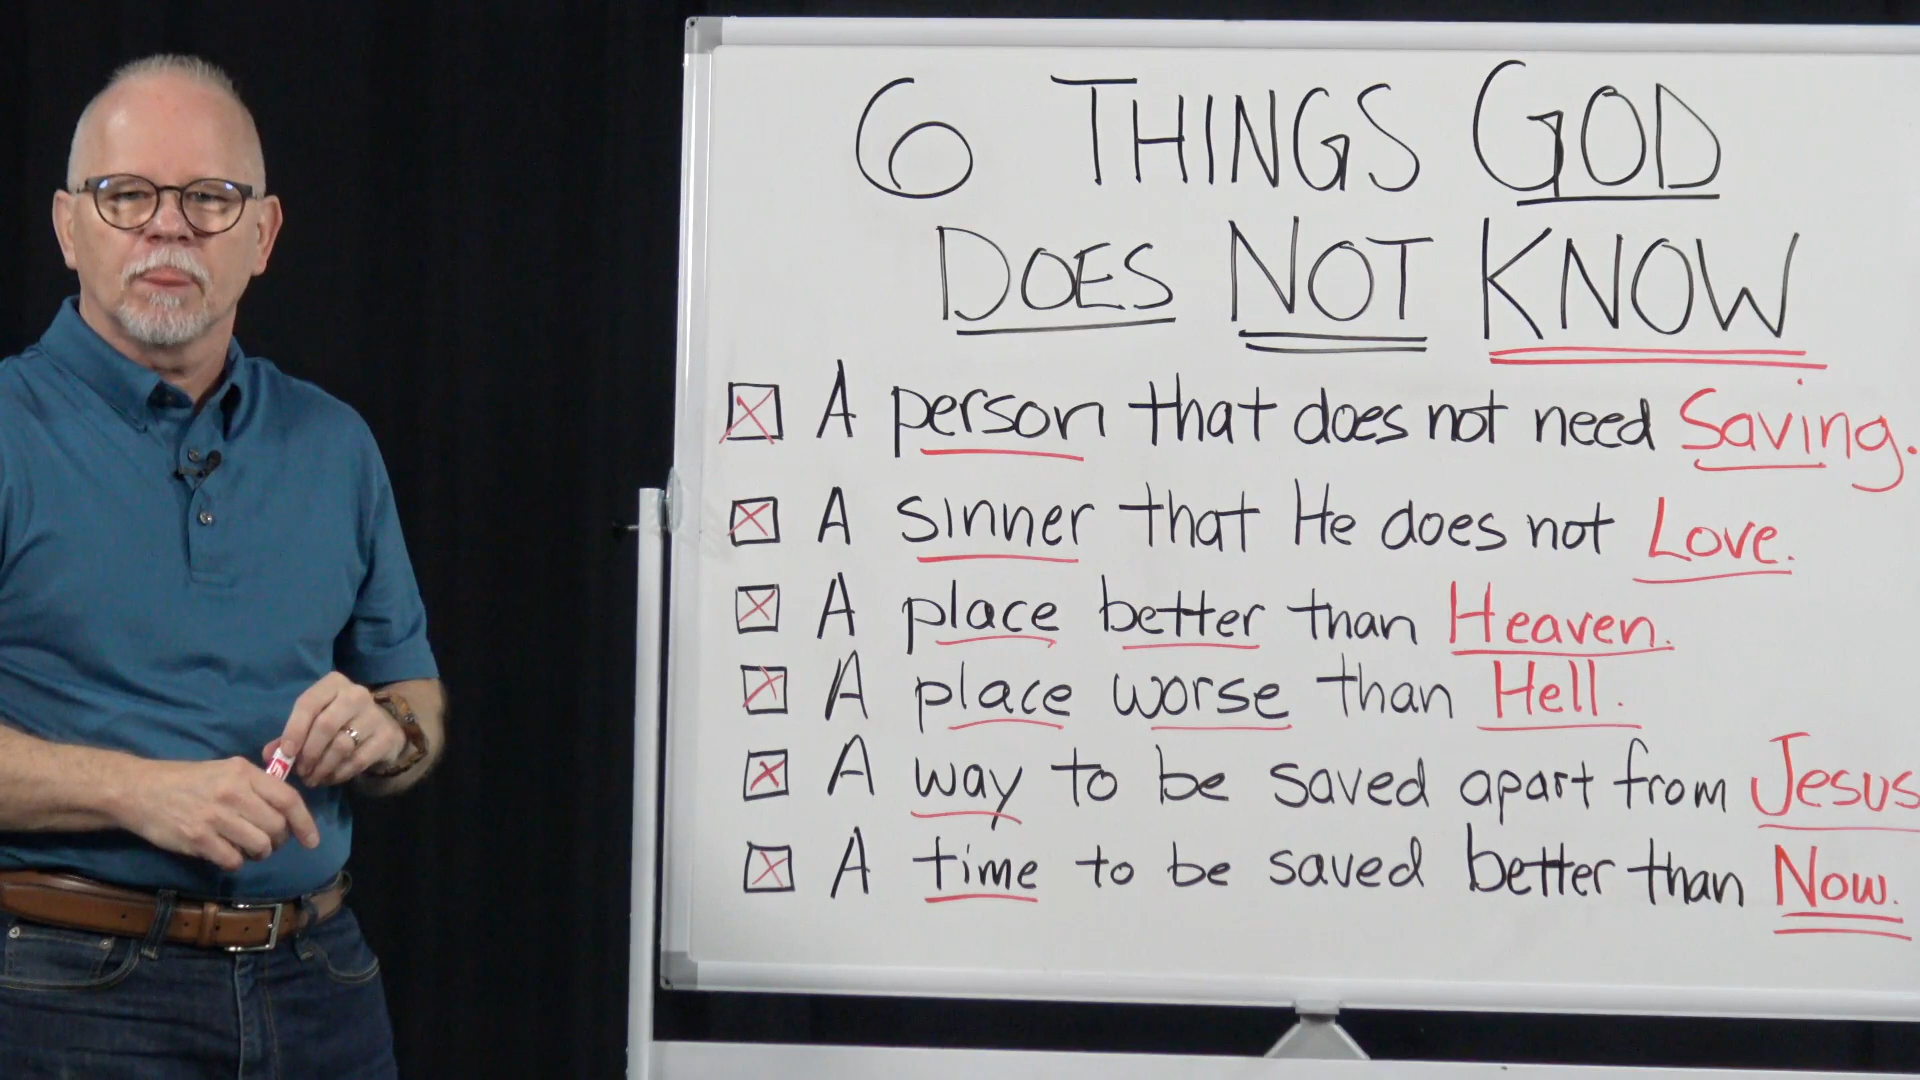 6 THINGS GOD
DOES NOT KNOW
A person that does not need Saving.
A sinner that He does not Love.
A place better than Heaven.
A place worse than Hell.
A way to be saved apart from Jesus
A time to be saved better than Now.